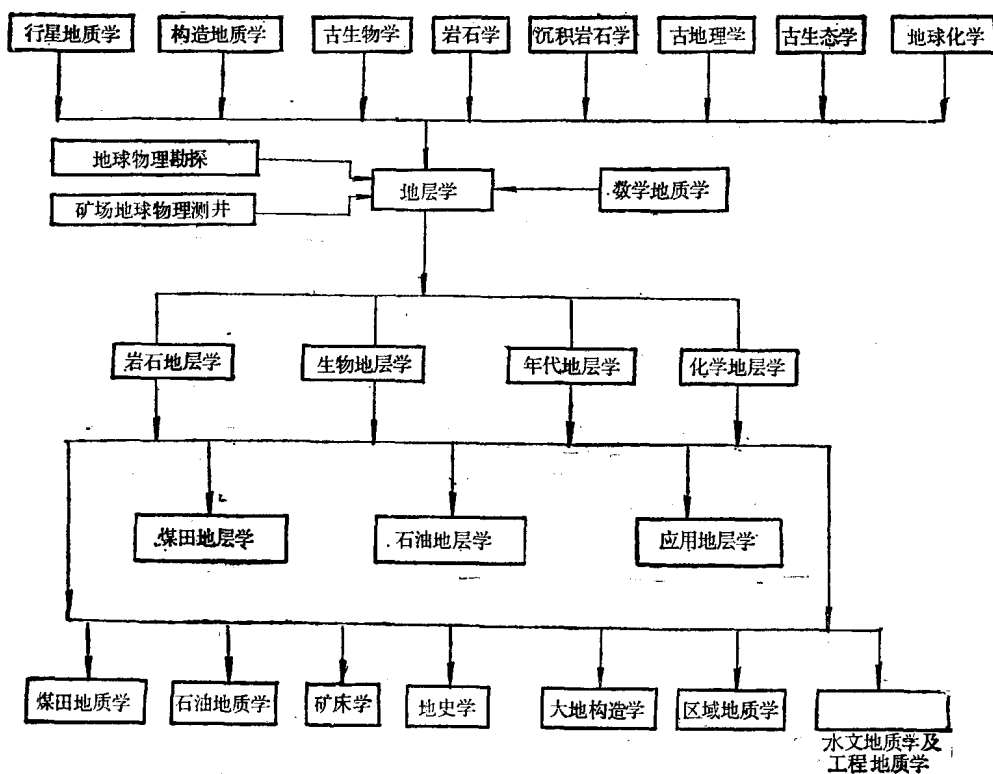 行星地质学
构造地质学
古生物学
岩石学
沉积岩石学
古地理学
古生态学
地球化学
地球物理勘探
地层学
数学地质学
矿场地球物理测井
岩石地层学
生物地层学
年代地层学
化学地层学
煤田地层学
石油地层学
应用地层学
煤田地质学
石油地质学
矿床学
地史学
大地构造学
区域地质学
水文地质学及
工程地质学